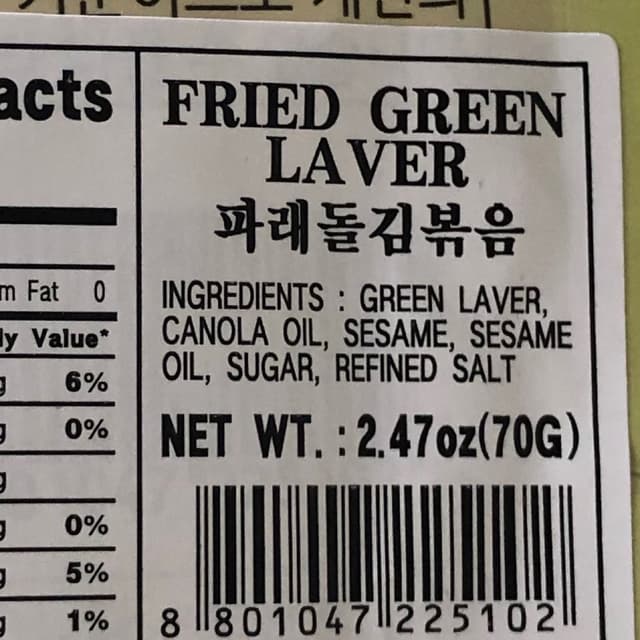 acts
m Fat 0
ly Value*
g 6%
g 0%
g
g 0%
g 5%
g 1%
FRIED GREEN
LAVER
파래돌김볶음
INGREDIENTS : GREEN LAVER,
CANOLA OIL, SESAME, SESAME
OIL, SUGAR, REFINED SALT
NET WT. : 2.47oz(70G)
8 801047 225102